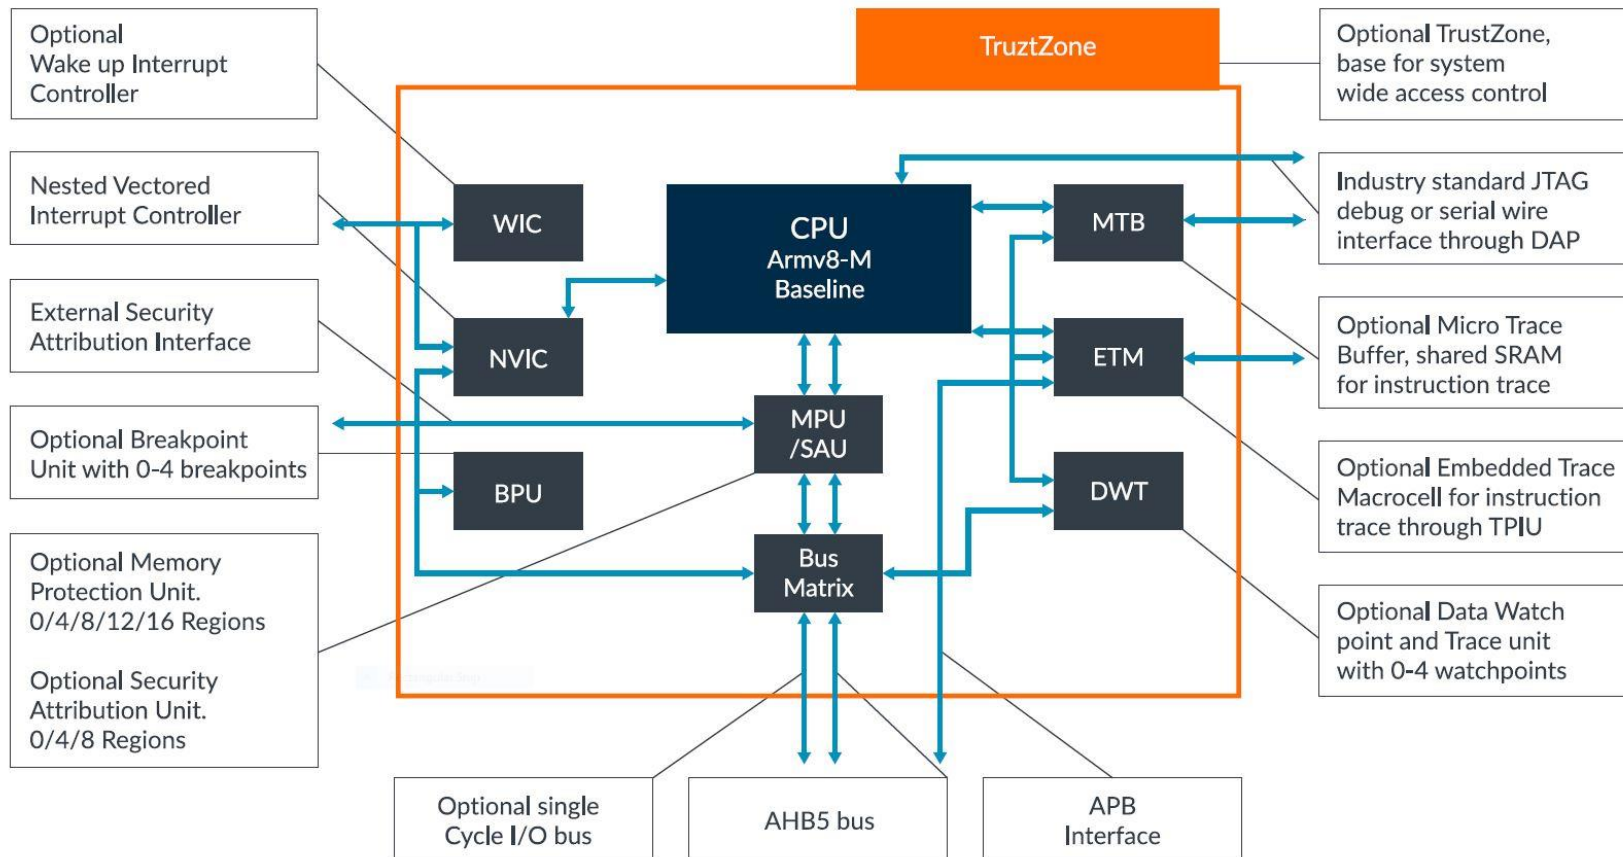 Optional
Wake up Interrupt
Controller
TruztZone
Optional TrustZone,
base for system
wide access control
Nested Vectored
Interrupt Controller
WIC
CPU
Armv8-M
Baseline
MTB
Industry standard JTAG
debug or serial wire
interface through DAP
External Security
Attribution Interface
NVIC
ETM
Optional Micro Trace
Buffer, shared SRAM
for instruction trace
Optional Breakpoint
Unit with 0-4 breakpoints
MPU
/SAU
BPU
DWT
Optional Embedded Trace
Macrocell for instruction
trace through TPIU
Optional Memory
Protection Unit.
0/4/8/12/16 Regions
Optional Security
Attribution Unit.
0/4/8 Regions
Bus
Matrix
Optional Data Watch
point and Trace unit
with 0-4 watchpoints
Optional single
Cycle I/O bus
AHB5 bus
APB
Interface